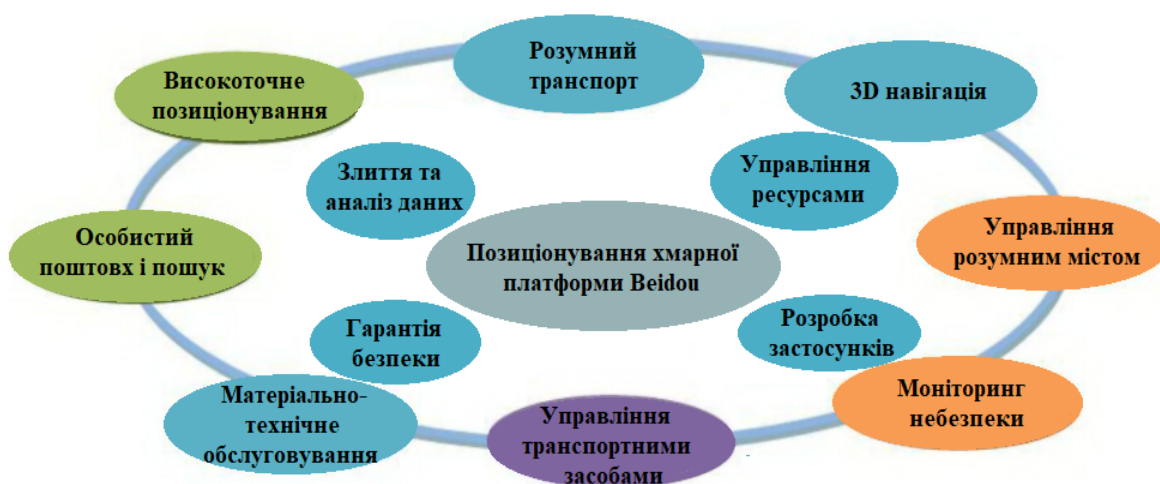 Розумний
транспорт
Високоточне
позиціонування
3D навігація
Злиття та
аналіз даних
Управління
ресурсами
Особистий
поштовх і пошук
Позиціонування хмарної
платформи Beidou
Управління
розумним містом
Гарантія
безпеки
Розробка
застосунків
Матеріально-
технічне
обслуговування
Управління
транспортними
засобами
Моніторинг
небезпеки